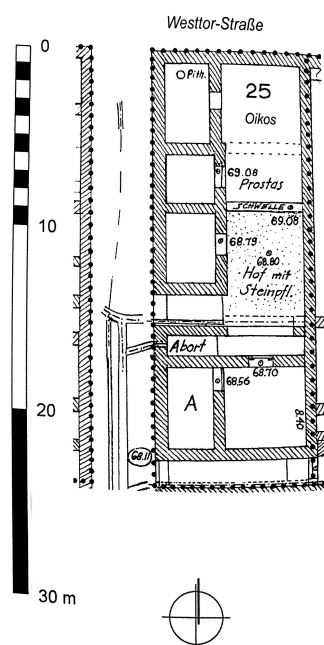 Westtor-Straße
0
Pith.
25
Oikos
69.08
Prostas
SCHWELLE
69.08
10
68.79
68.80
Hof mit
Steinpfl.
Abort
68.70
68.56
A
20
8.40
68.11
30 m